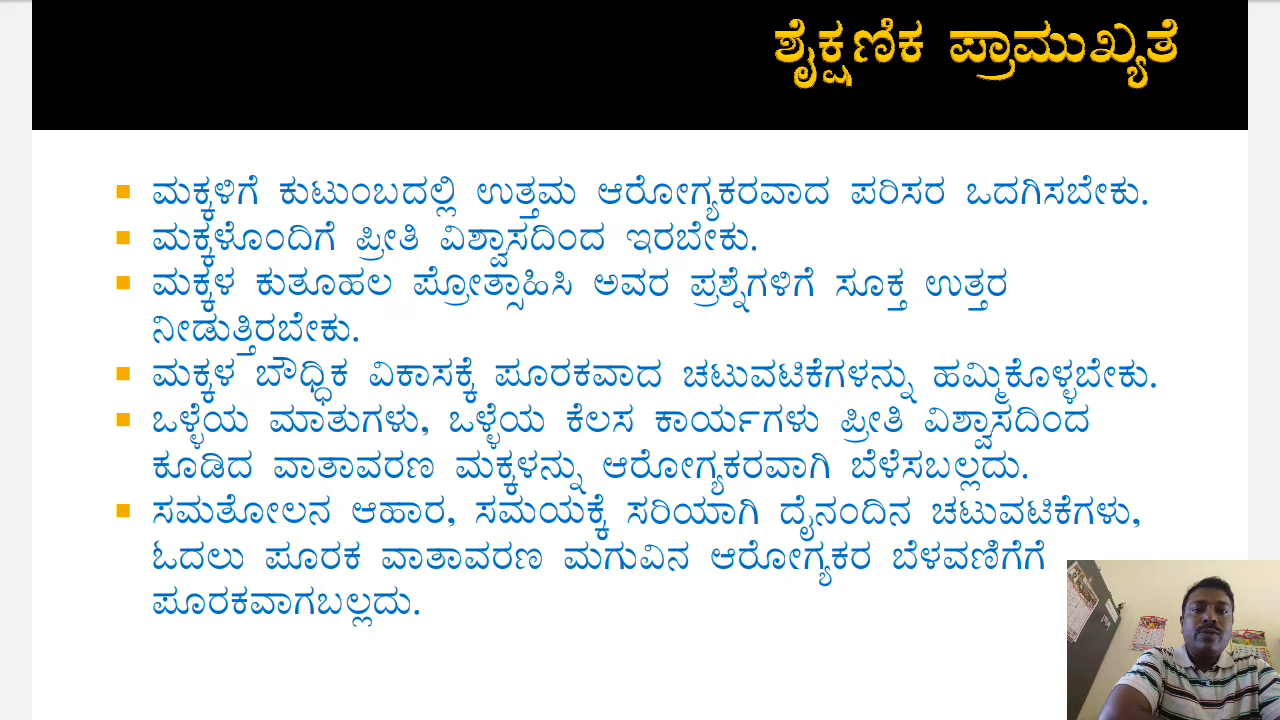 ಶೈಕ್ಷಣಿಕ ಪ್ರಾಮುಖ್ಯತೆ
ಮಕ್ಕಳಿಗೆ ಕುಟುಂಬದಲ್ಲಿ ಉತ್ತಮ ಆರೋಗ್ಯಕರವಾದ ಪರಿಸರ ಒದಗಿಸಬೇಕು.
ಮಕ್ಕಳೊಂದಿಗೆ ಪ್ರೀತಿ ವಿಶ್ವಾಸದಿಂದ ಇರಬೇಕು.
ಮಕ್ಕಳ ಕುತೂಹಲ ಪ್ರೋತ್ಸಾಹಿಸಿ ಅವರ ಪ್ರಶ್ನೆಗಳಿಗೆ ಸೂಕ್ತ ಉತ್ತರ
ನೀಡುತ್ತಿರಬೇಕು.
ಮಕ್ಕಳ ಬೌಧ್ಧಿಕ ವಿಕಾಸಕ್ಕೆ ಪೂರಕವಾದ ಚಟುವಟಿಕೆಗಳನ್ನು ಹಮ್ಮಿಕೊಳ್ಳಬೇಕು.
ಒಳ್ಳೆಯ ಮಾತುಗಳು, ಒಳ್ಳೆಯ ಕೆಲಸ ಕಾರ್ಯಗಳು ಪ್ರೀತಿ ವಿಶ್ವಾಸದಿಂದ
ಕೂಡಿದ ವಾತಾವರಣ ಮಕ್ಕಳನ್ನು ಆರೋಗ್ಯಕರವಾಗಿ ಬೆಳೆಸಬಲ್ಲದು.
ಸಮತೋಲನ ಆಹಾರ, ಸಮಯಕ್ಕೆ ಸರಿಯಾಗಿ ದೈನಂದಿನ ಚಟುವಟಿಕೆಗಳು,
ಓದಲು ಪೂರಕ ವಾತಾವರಣ ಮಗುವಿನ ಆರೋಗ್ಯಕರ ಬೆಳವಣಿಗೆಗೆ
ಪೂರಕವಾಗಬಲ್ಲದು.